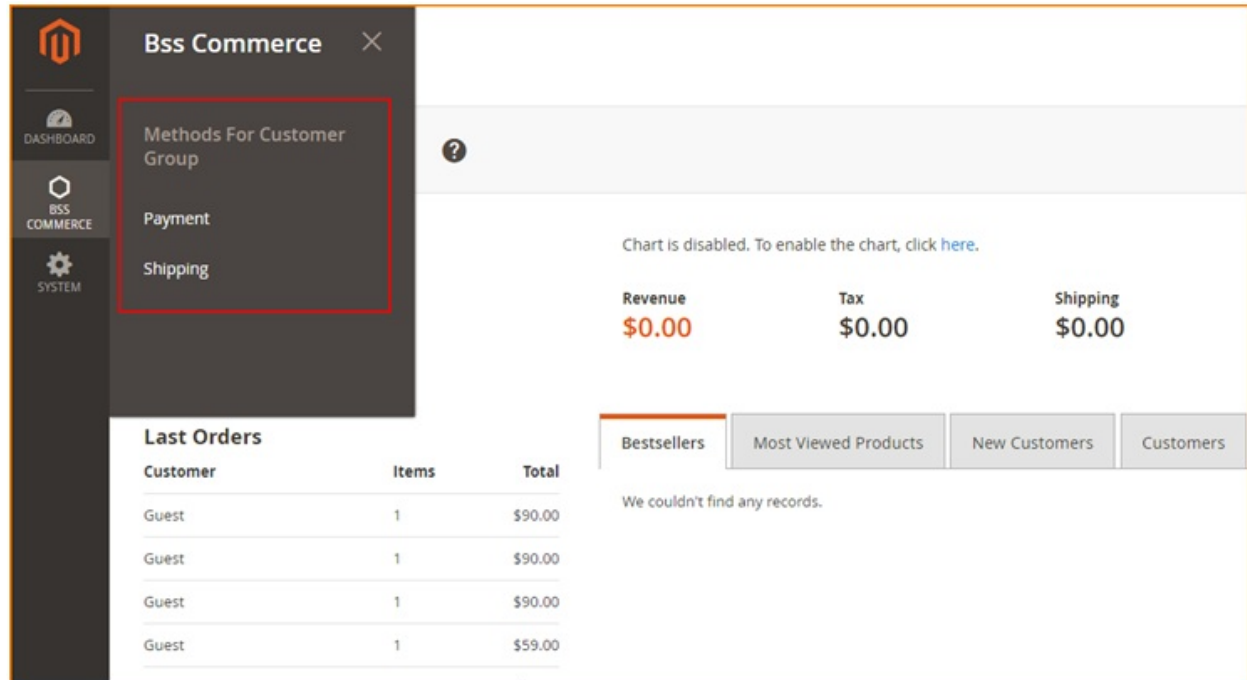 Bss Commerce
DASHBOARD
BSS
COMMERCE
SYSTEM
Methods For Customer
Group
Payment
Shipping
?
Chart is disabled. To enable the chart, click here.
Revenue Tax Shipping
$0.00 $0.00 $0.00
Last Orders
Customer Items Total
Guest 1 $90.00
Guest 1 $90.00
Guest 1 $90.00
Guest 1 $59.00
Bestsellers Most Viewed Products New Customers Customers
We couldn't find any records.